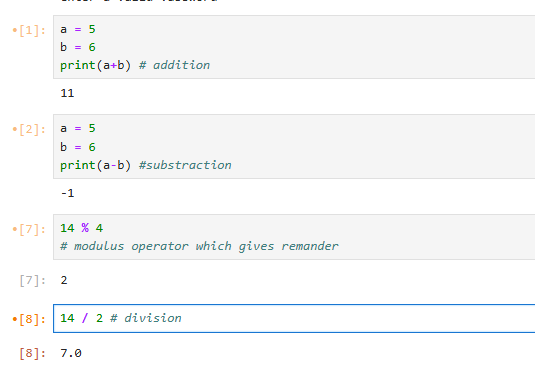 •[1]: a = 5
b = 6
print(a+b) # addition
11
•[2]: a = 5
b = 6
print(a-b) #substraction
-1
•[7]: 14 % 4
# modulus operator which gives remander
[7]: 2
•[8]: 14 / 2 # division
[8]: 7.0